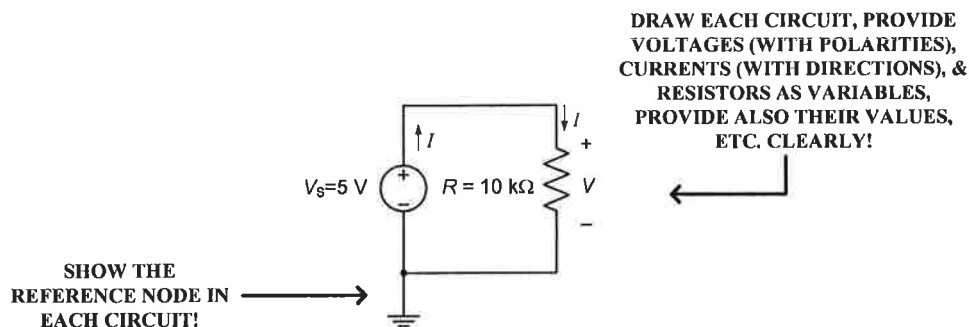 DRAW EACH CIRCUIT, PROVIDE
VOLTAGES (WITH POLARITIES),
CURRENTS (WITH DIRECTIONS), &
RESISTORS AS VARIABLES,
PROVIDE ALSO THEIR VALUES,
ETC. CLEARLY!
I
I
+
VS=5 V
+
−
R = 10 kΩ
V
−
SHOW THE
REFERENCE NODE IN
EACH CIRCUIT!